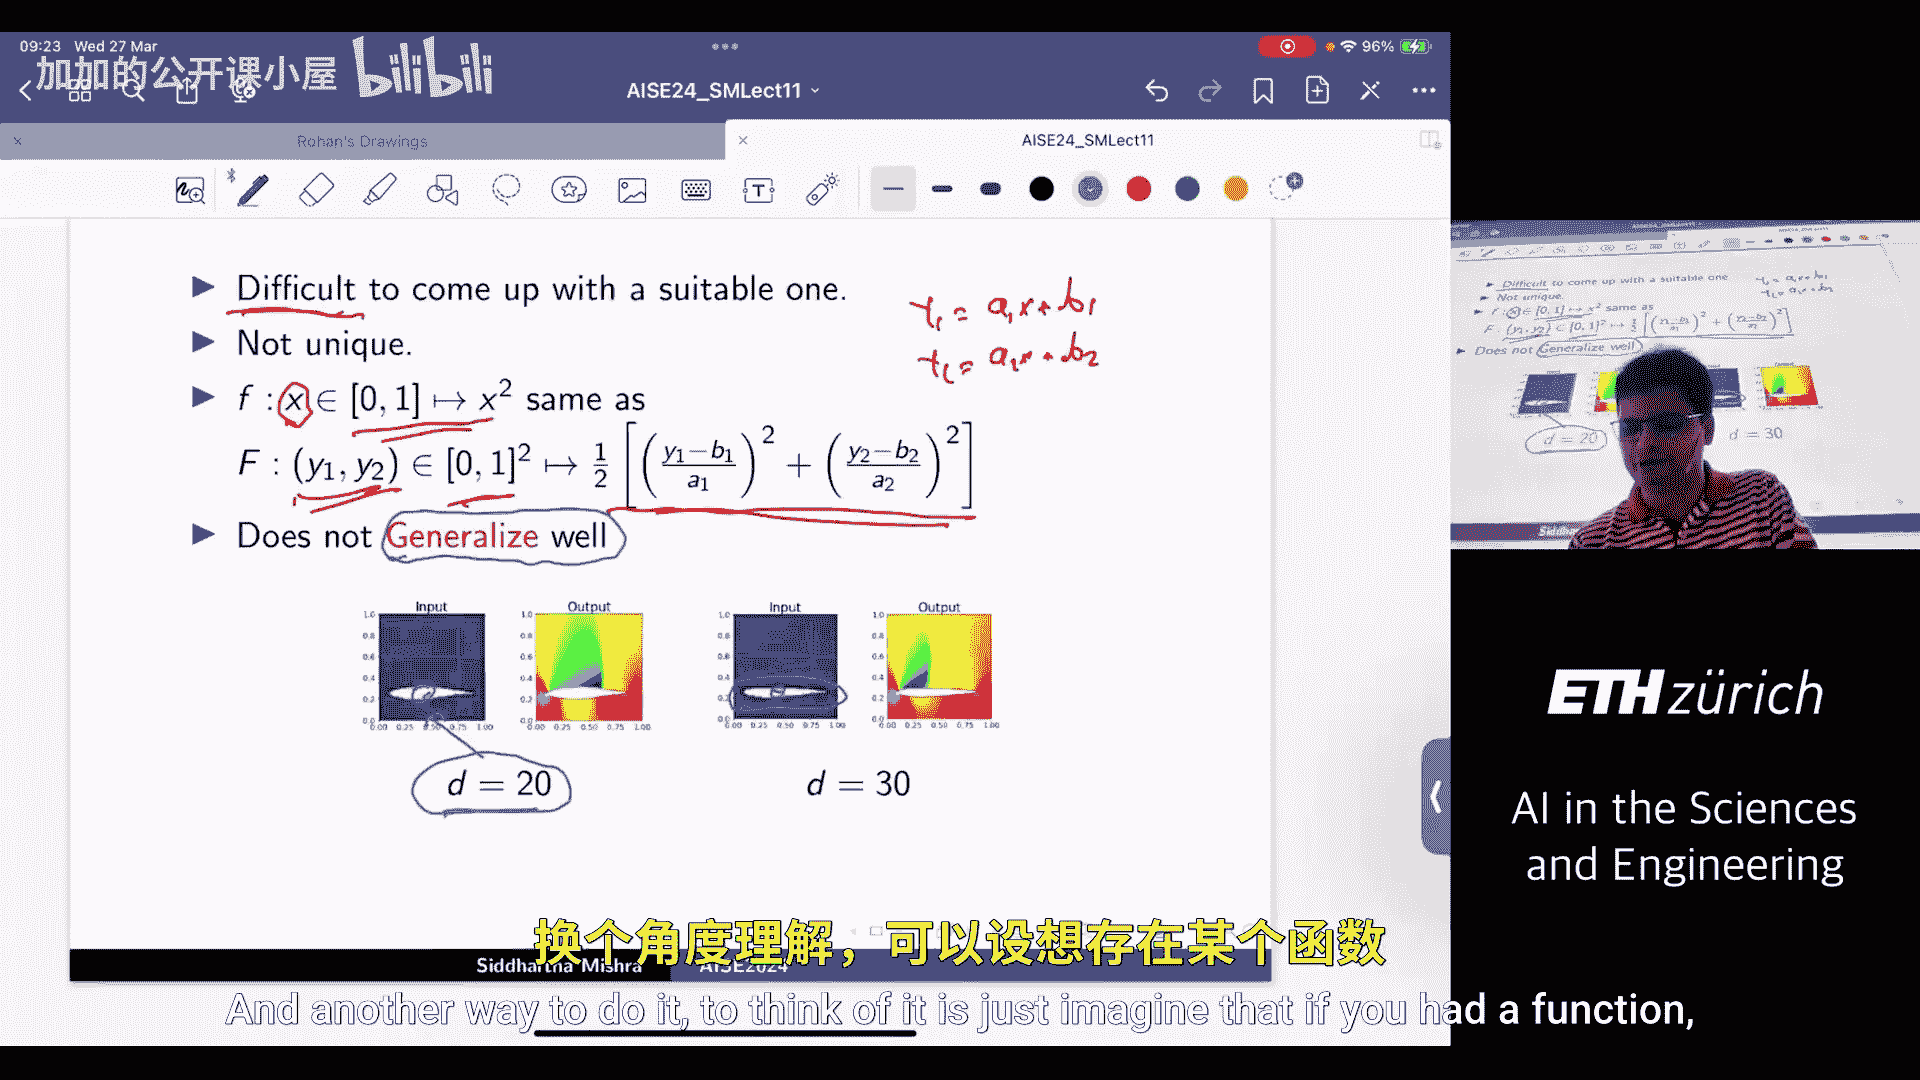 09:23 Wed 27 Mar
96%
加加的公开课小屋 bilibili
AISE24_SMLect11
Rohan's Drawings
AISE24_SMLect11
Difficult to come up with a suitable one.
Not unique.
f : x ∈ [0, 1] ↦ x² same as
F : (y₁, y₂) ∈ [0, 1]² ↦ 1/2 [((y₁−b₁)/a₁)² + ((y₂−b₂)/a₂)²]
Does not Generalize well
Y₁ = a₁x + b₁
Input
Output
Input
Output
d = 20
d = 30
Siddhartha Mishra
AISE2024
ETH zürich
AI in the Sciences
and Engineering
换个角度理解，可以设想存在某个函数
And another way to do it, to think of it is just imagine that if you had a function,